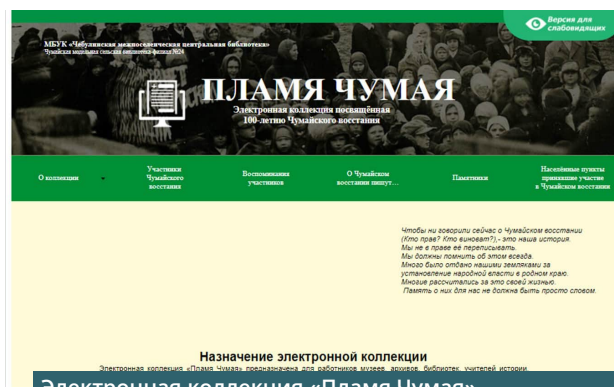 Версия для
слабовидящих
МБУК «Чебулинская межпоселенческая центральная библиотека»
Чумайская модельная сельская библиотека-филиал №24
ПЛАМЯ ЧУМАЯ
Электронная коллекция посвящённая
100-летию Чумайского восстания
О коллекции
Участники
Чумайского
восстания
Воспоминания
участников
О Чумайском
восстании пишут...
Памятники
Населённые пункты
принявшие участие
в Чумайском восстании
Чтобы ни говорили сейчас о Чумайском восстании
(Кто прав? Кто виноват?),- это наша история.
Мы не в праве её переписывать.
Мы должны помнить об этом всегда.
Много было отдано нашими земляками за
установление народной власти в родном краю.
Многие рассчитались за это своей жизнью.
Память о них для нас не должна быть просто словом.
Назначение электронной коллекции
Электронная коллекция «Пламя Чумая» предназначена для работников музеев, архивов, библиотек, учителей истории,
Электронная коллекция «Пламя Чумая»